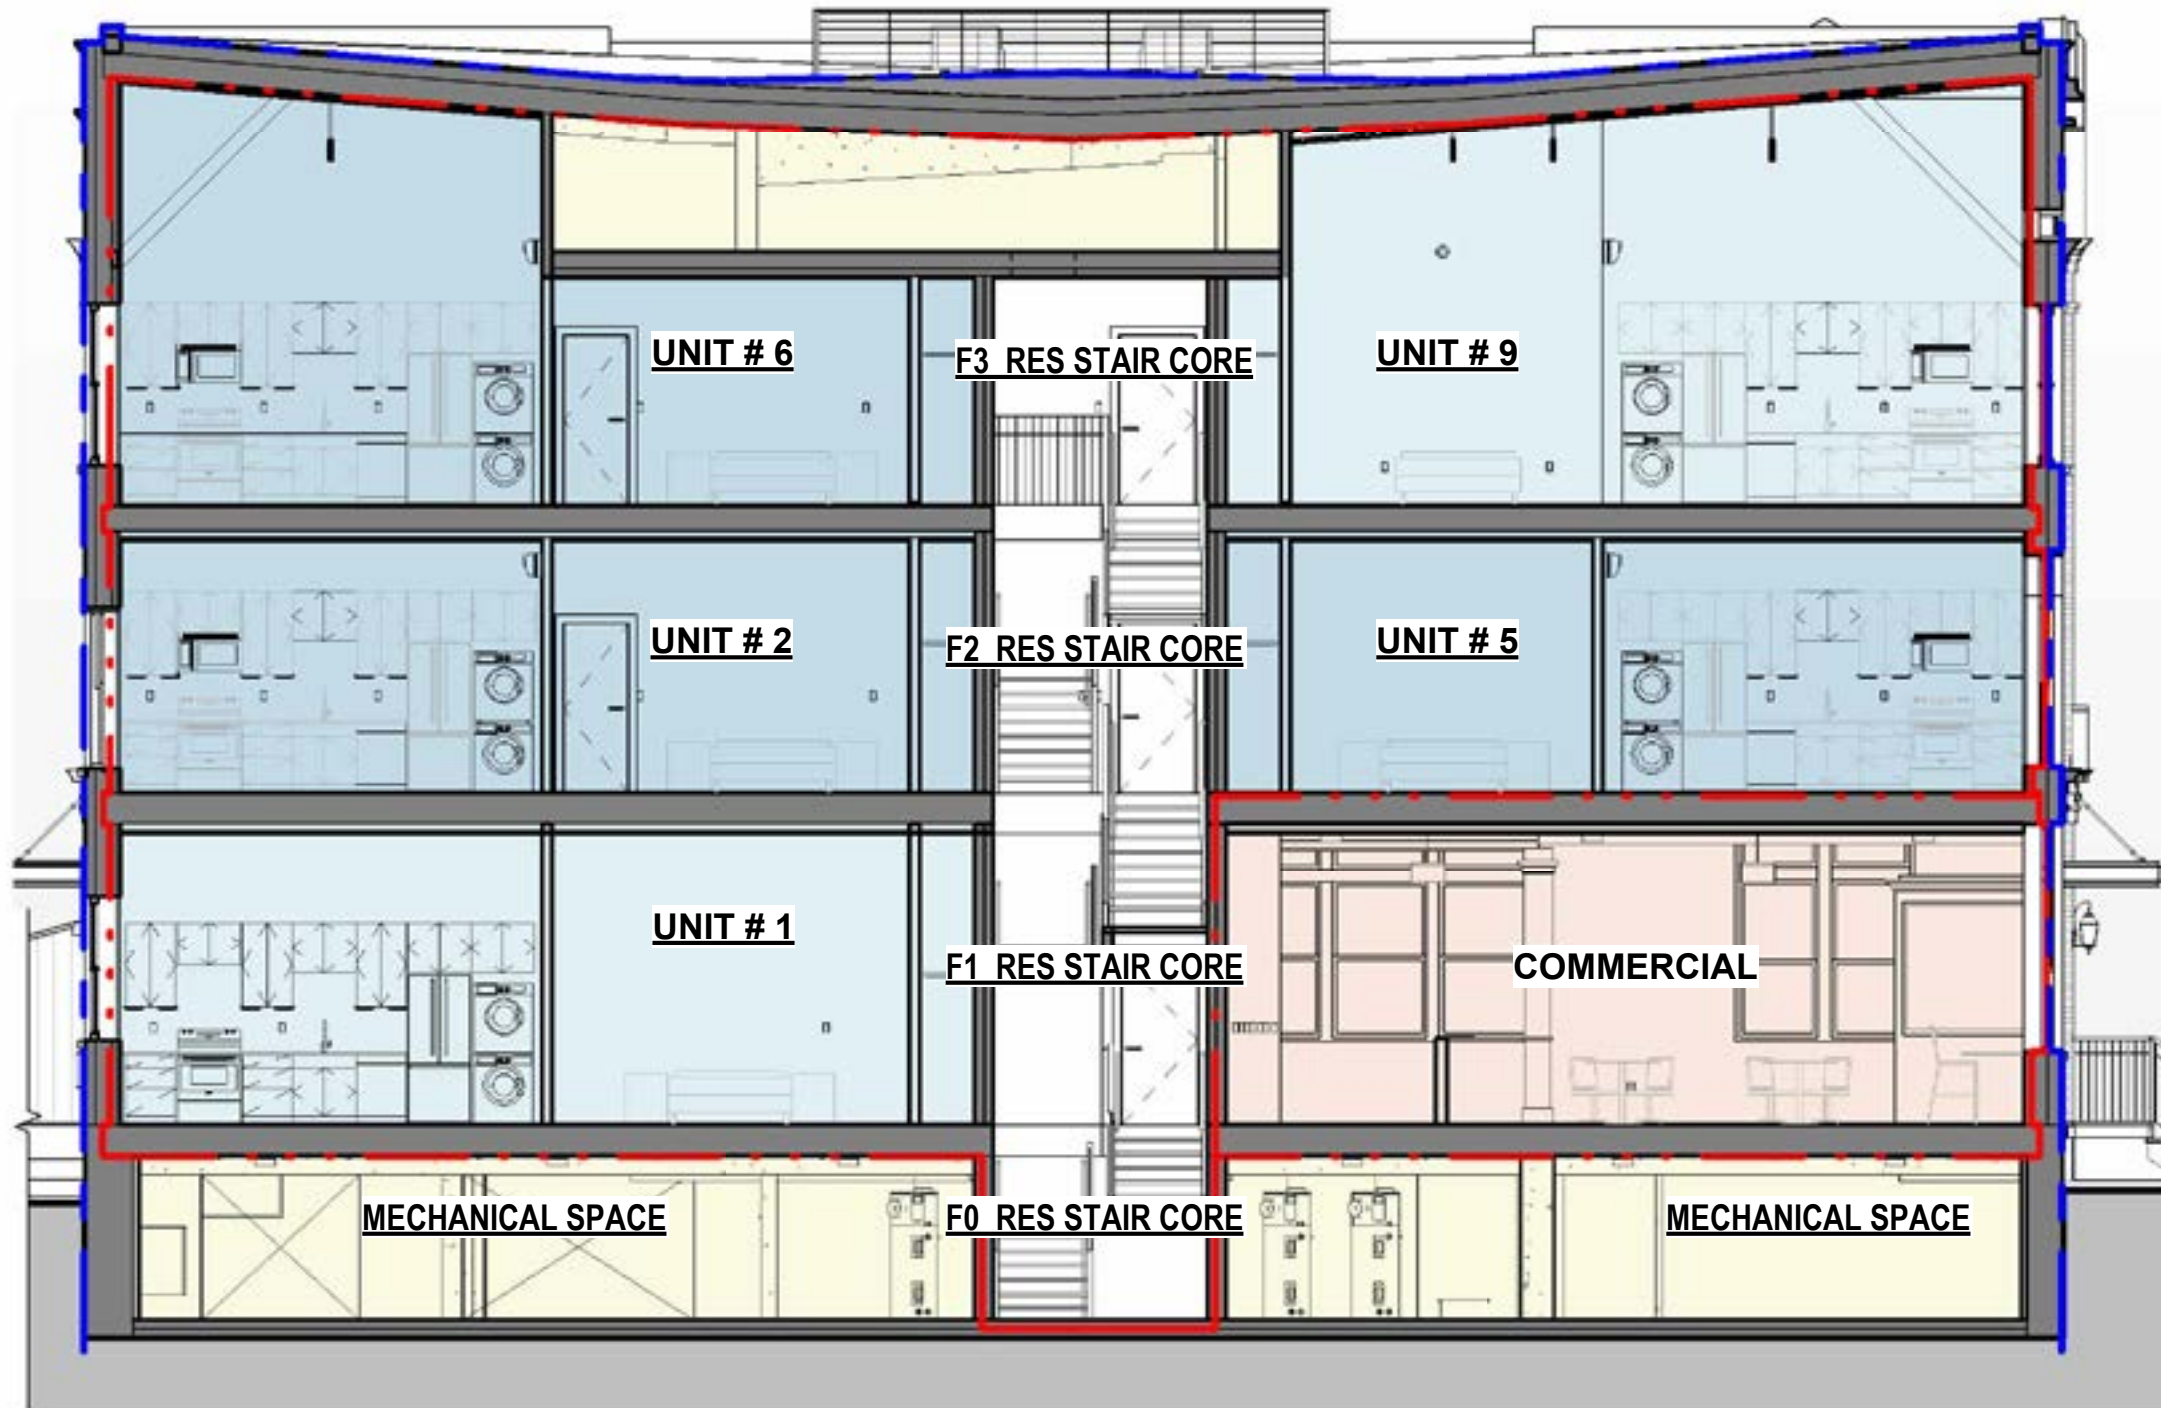 UNIT # 6
F3 RES STAIR CORE
UNIT # 9
UNIT # 2
F2 RES STAIR CORE
UNIT # 5
UNIT # 1
F1 RES STAIR CORE
COMMERCIAL
MECHANICAL SPACE
F0 RES STAIR CORE
MECHANICAL SPACE